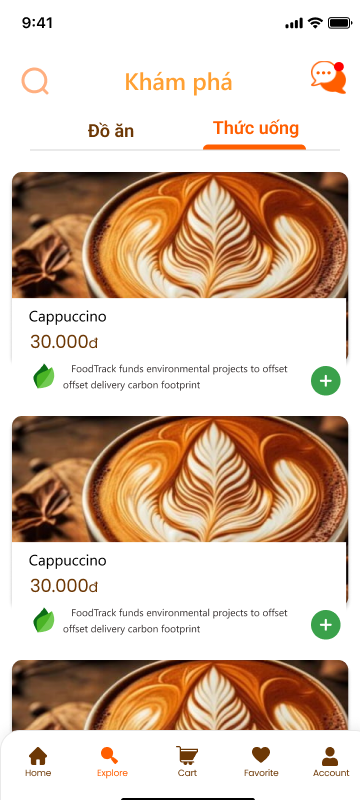 9:41
Khám phá
Đồ ăn
Thức uống
Cappuccino
30.000đ
FoodTrack funds environmental projects to offset
offset delivery carbon footprint
Cappuccino
30.000đ
FoodTrack funds environmental projects to offset
offset delivery carbon footprint
Home
Explore
Cart
Favorite
Account